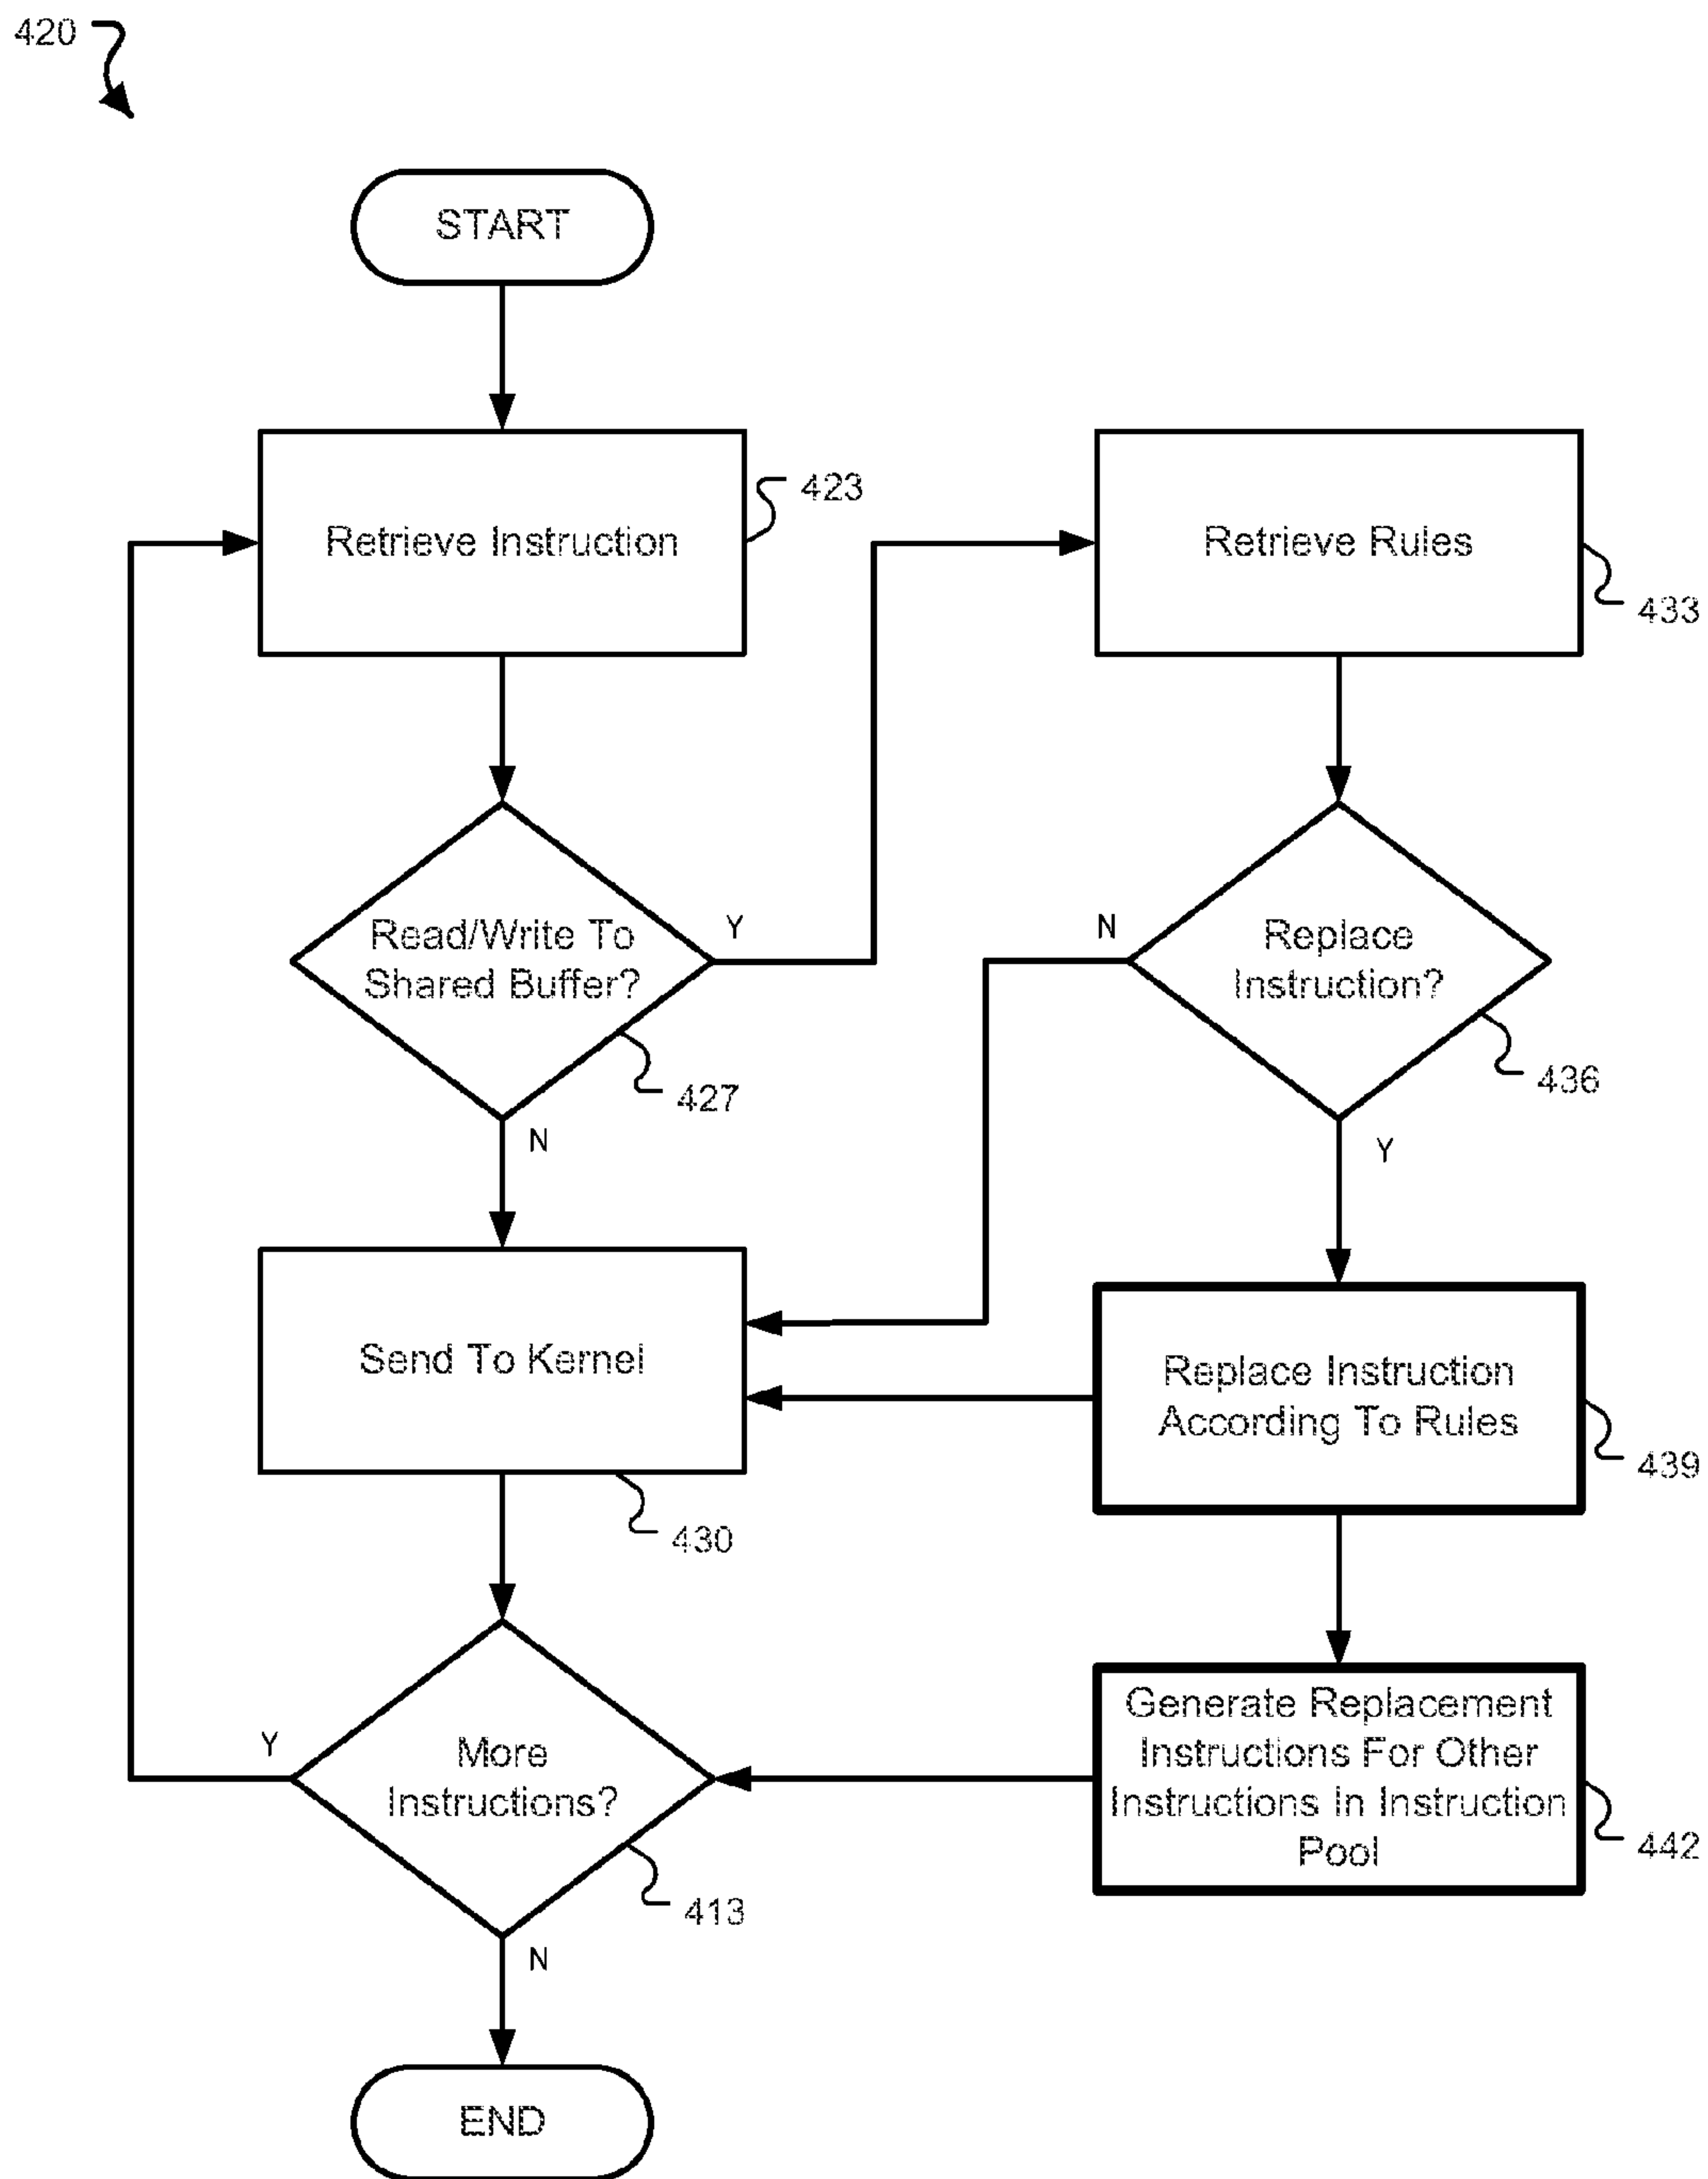 420
START
Retrieve Instruction
423
Retrieve Rules
433
Read/Write To
Shared Buffer?
Y
427
N
Replace
Instruction?
N
436
Y
Send To Kernel
430
Replace Instruction
According To Rules
439
More
Instructions?
Y
413
N
Generate Replacement
Instructions For Other
Instructions In Instruction
Pool
442
END